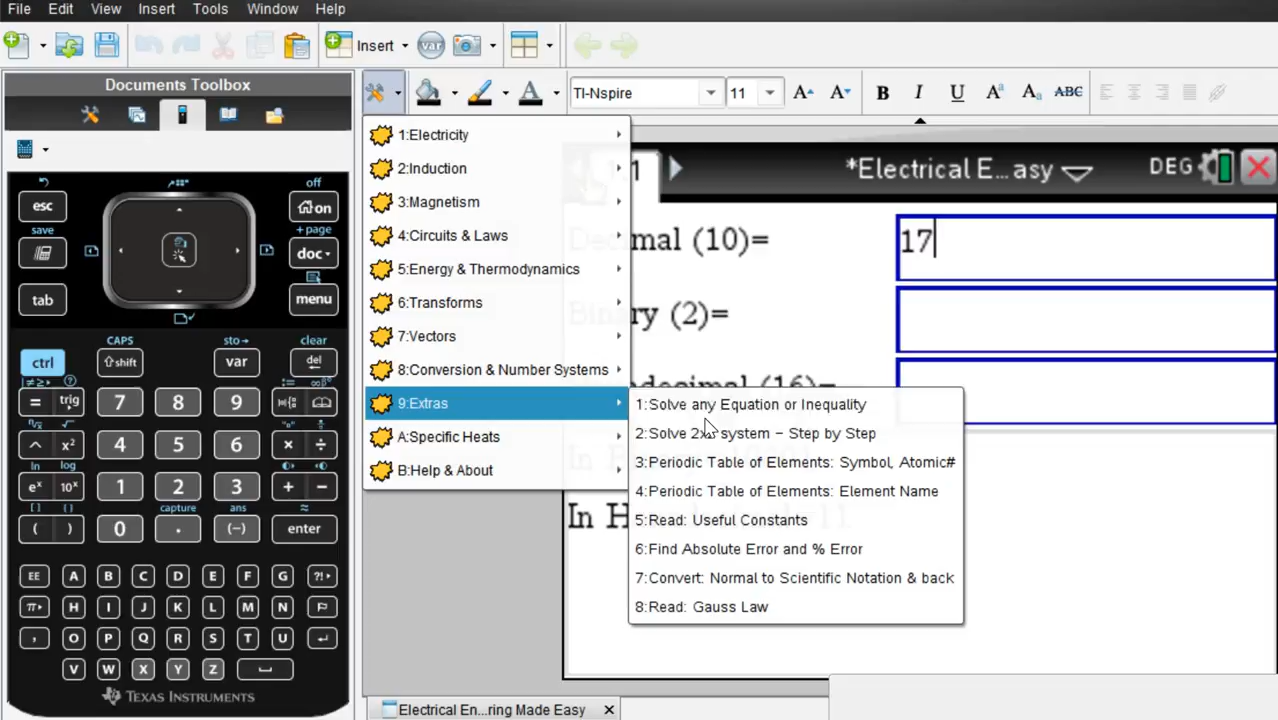 File Edit View Insert Tools Window Help
Insert var
Documents Toolbox
TI-Nspire 11 B I U A A ABC
1:Electricity
2:Induction
3:Magnetism
4:Circuits & Laws
5:Energy & Thermodynamics
6:Transforms
7:Vectors
8:Conversion & Number Systems
9:Extras
A:Specific Heats
B:Help & About
1:Solve any Equation or Inequality
2:Solve 2x2 system – Step by Step
3:Periodic Table of Elements: Symbol, Atomic#
4:Periodic Table of Elements: Element Name
5:Read: Useful Constants
6:Find Absolute Error and % Error
7:Convert: Normal to Scientific Notation & back
8:Read: Gauss Law
*Electrical E...asy DEG
Decimal (10)= 17
Binary (2)=
(16)=
In
In H
off
esc on
save + page
doc
tab menu
CAPS sto→ clear
ctrl shift var del
= trig 7 8 9
^ x² 4 5 6 × ÷
ln log
eˣ 10ˣ 1 2 3 + −
capture ans ≈
( ) 0 . (−) enter
EE A B C D E F G ?!
π H I J K L M N
, O P Q R S T U
V W X Y Z
TEXAS INSTRUMENTS
Electrical En...ring Made Easy